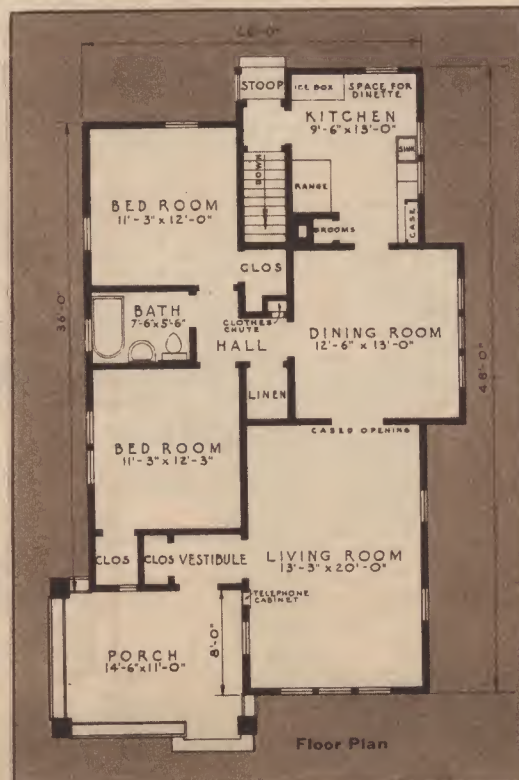 26'-0"
STOOP
ICE BOX
SPACE FOR
DINETTE
KITCHEN
9'-6" x 13'-0"
SINK
DOWN
RANGE
BROOMS
CASE
BED ROOM
11'-3" x 12'-0"
CLOS
36'-0"
BATH
7'-6" x 5'-6"
CLOTHES
CHUTE
HALL
DINING ROOM
12'-6" x 13'-0"
48'-0"
LINEN
CASED OPENING
BED ROOM
11'-3" x 12'-3"
CLOS
CLOS
VESTIBULE
LIVING ROOM
13'-3" x 20'-0"
TELEPHONE
CABINET
8'-0"
PORCH
14'-6" x 11'-0"
Floor Plan